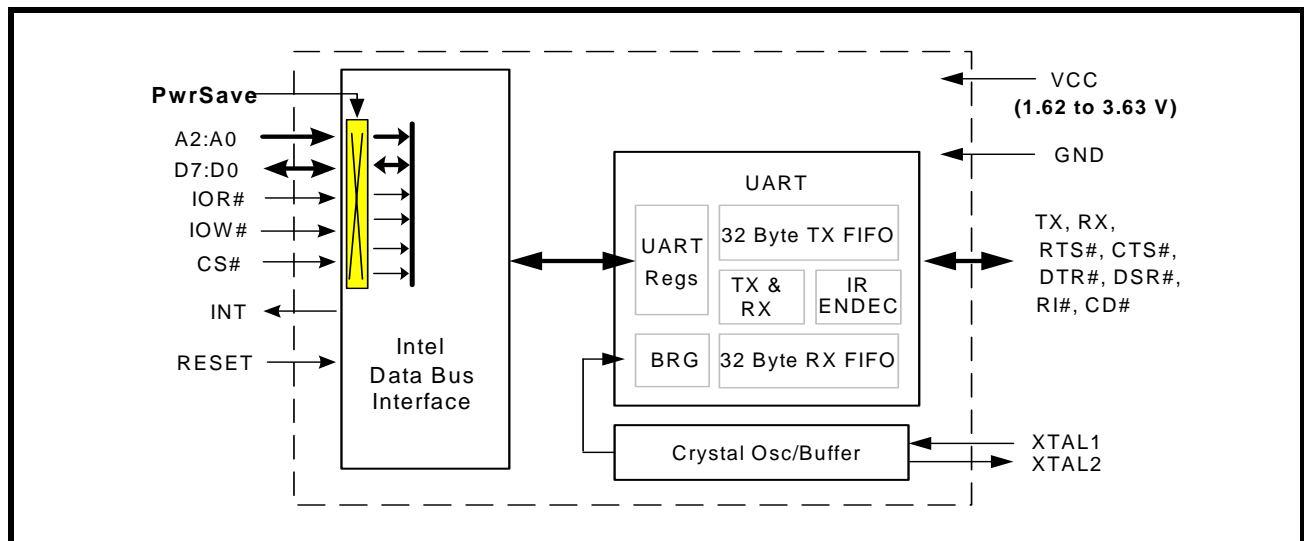 PwrSave
A2:A0
D7:D0
IOR#
IOW#
CS#
INT
RESET
Intel
Data Bus
Interface
UART
UART
Regs
32 Byte TX FIFO
TX &
RX
IR
ENDEC
BRG
32 Byte RX FIFO
Crystal Osc/Buffer
VCC
(1.62 to 3.63 V)
GND
TX, RX,
RTS#, CTS#,
DTR#, DSR#,
RI#, CD#
XTAL1
XTAL2